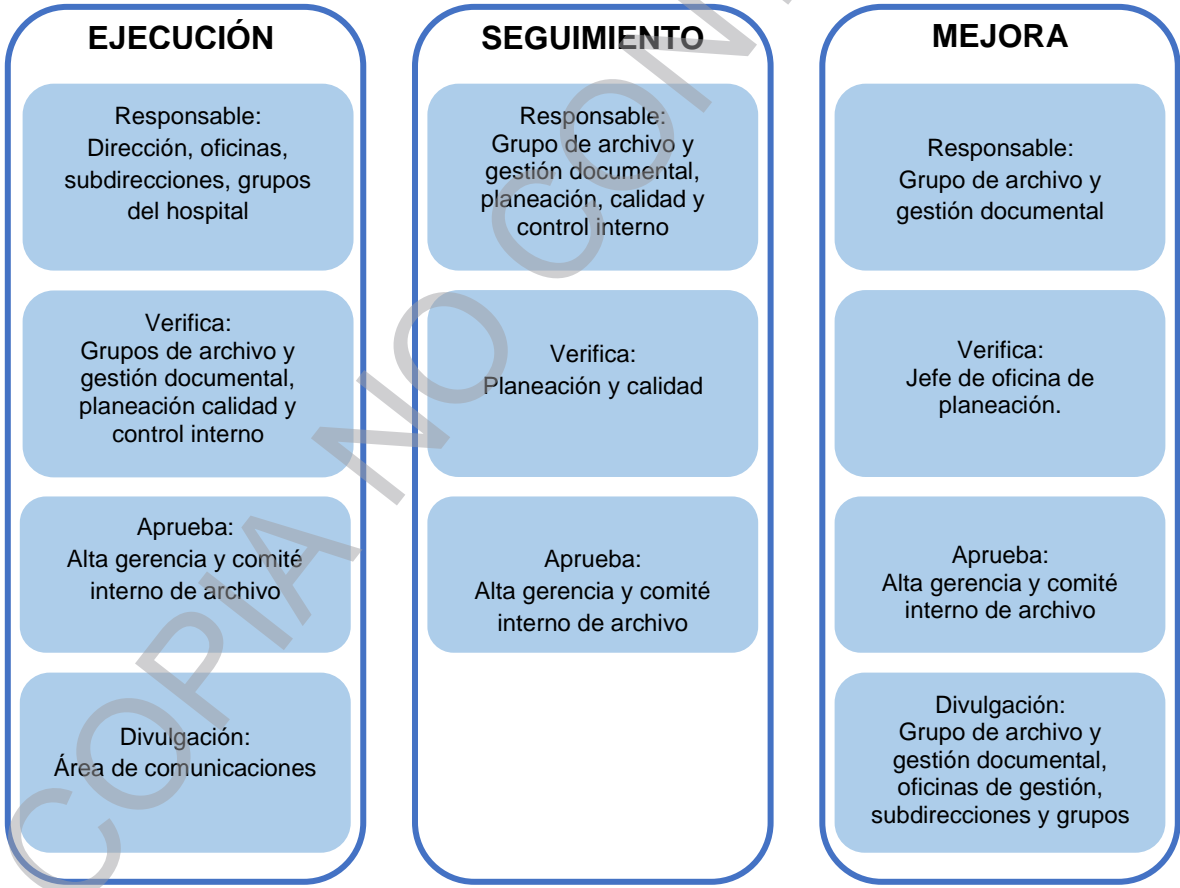 EJECUCIÓN
Responsable:
Dirección, oficinas,
subdirecciones, grupos
del hospital
Verifica:
Grupos de archivo y
gestión documental,
planeación calidad y
control interno
Aprueba:
Alta gerencia y comité
interno de archivo
Divulgación:
Área de comunicaciones
SEGUIMIENTO
Responsable:
Grupo de archivo y
gestión documental,
planeación, calidad y
control interno
Verifica:
Planeación y calidad
Aprueba:
Alta gerencia y comité
interno de archivo
MEJORA
Responsable:
Grupo de archivo y
gestión documental
Verifica:
Jefe de oficina de
planeación.
Aprueba:
Alta gerencia y comité
interno de archivo
Divulgación:
Grupo de archivo y
gestión documental,
oficinas de gestión,
subdirecciones y grupos
COPIA NO